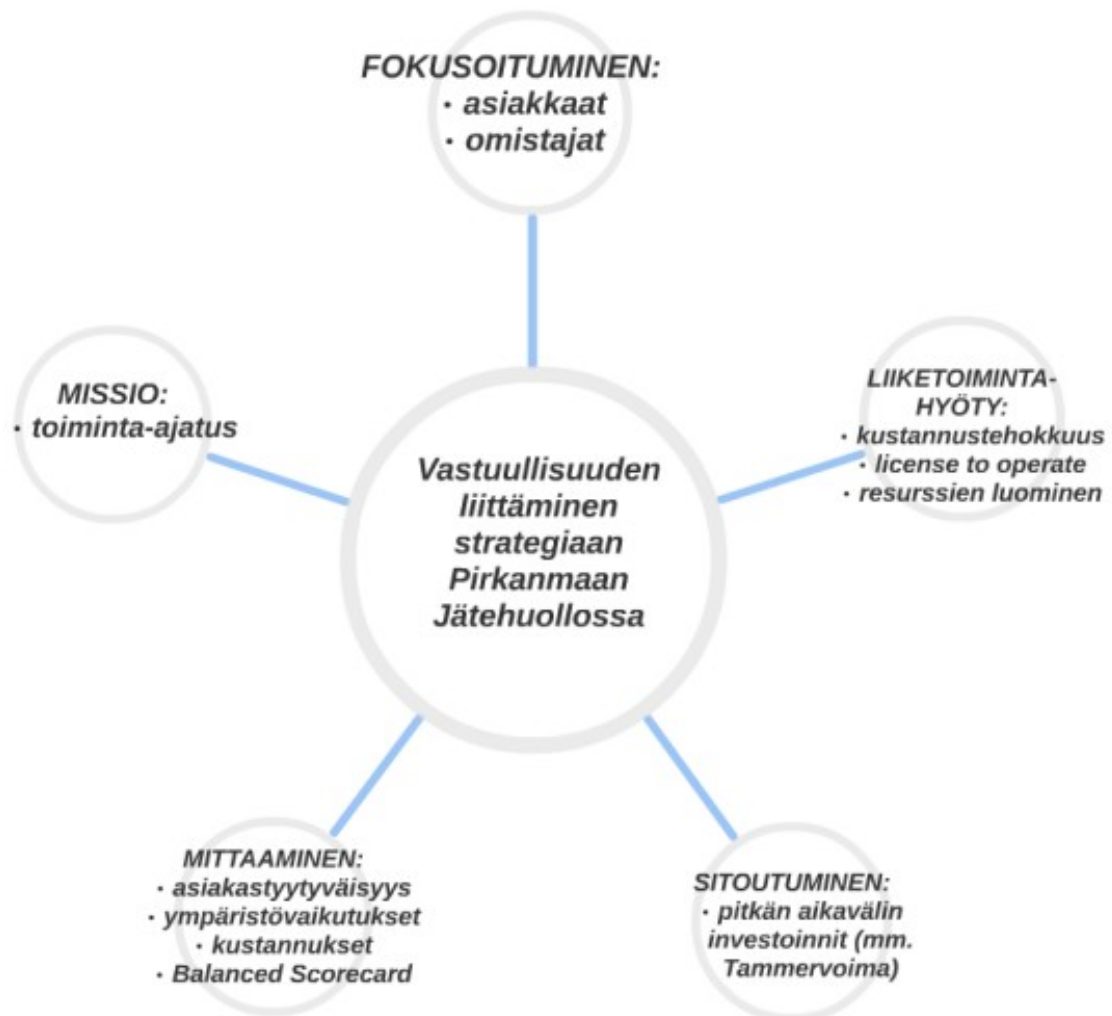 FOKUSOITUMINEN:
· asiakkaat
· omistajat
MISSIO:
· toiminta-ajatus
LIIKETOIMINTA-
HYÖTY:
· kustannustehokkuus
· license to operate
· resurssien luominen
Vastuullisuuden
liittäminen
strategiaan
Pirkanmaan
Jätehuollossa
MITTAAMINEN:
· asiakastyytyväisyys
· ympäristövaikutukset
· kustannukset
· Balanced Scorecard
SITOUTUMINEN:
· pitkän aikavälin
investoinnit (mm.
Tammervoima)